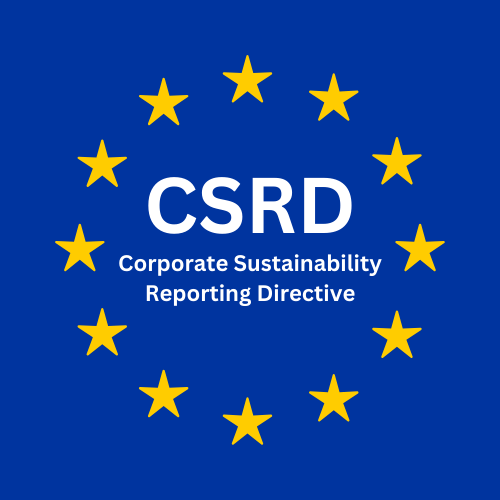 CSRD
Corporate Sustainability
Reporting Directive